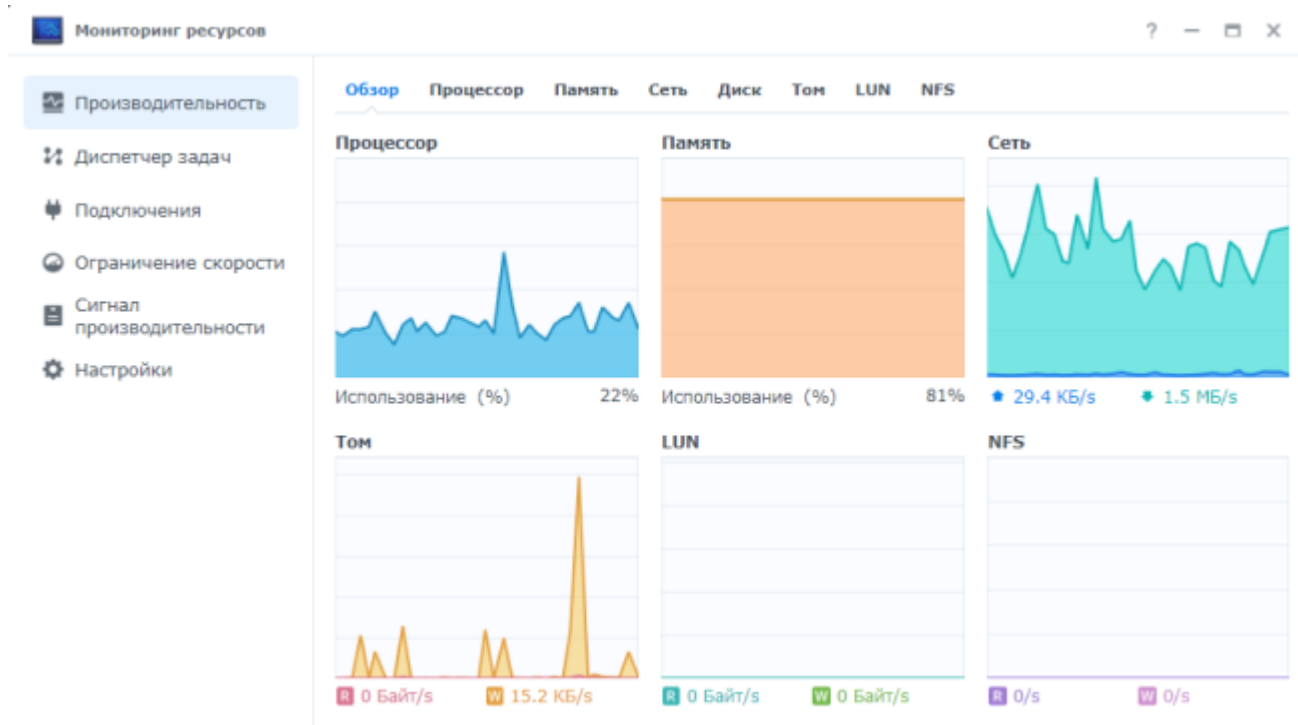 Мониторинг ресурсов
?
Производительность
Диспетчер задач
Подключения
Ограничение скорости
Сигнал
производительности
Настройки
Обзор Процессор Память Сеть Диск Том LUN NFS
Процессор
Использование (%) 22%
Память
Использование (%) 81%
Сеть
29.4 КБ/s 1.5 МБ/s
Том
R 0 Байт/s W 15.2 КБ/s
LUN
R 0 Байт/s W 0 Байт/s
NFS
R 0/s W 0/s